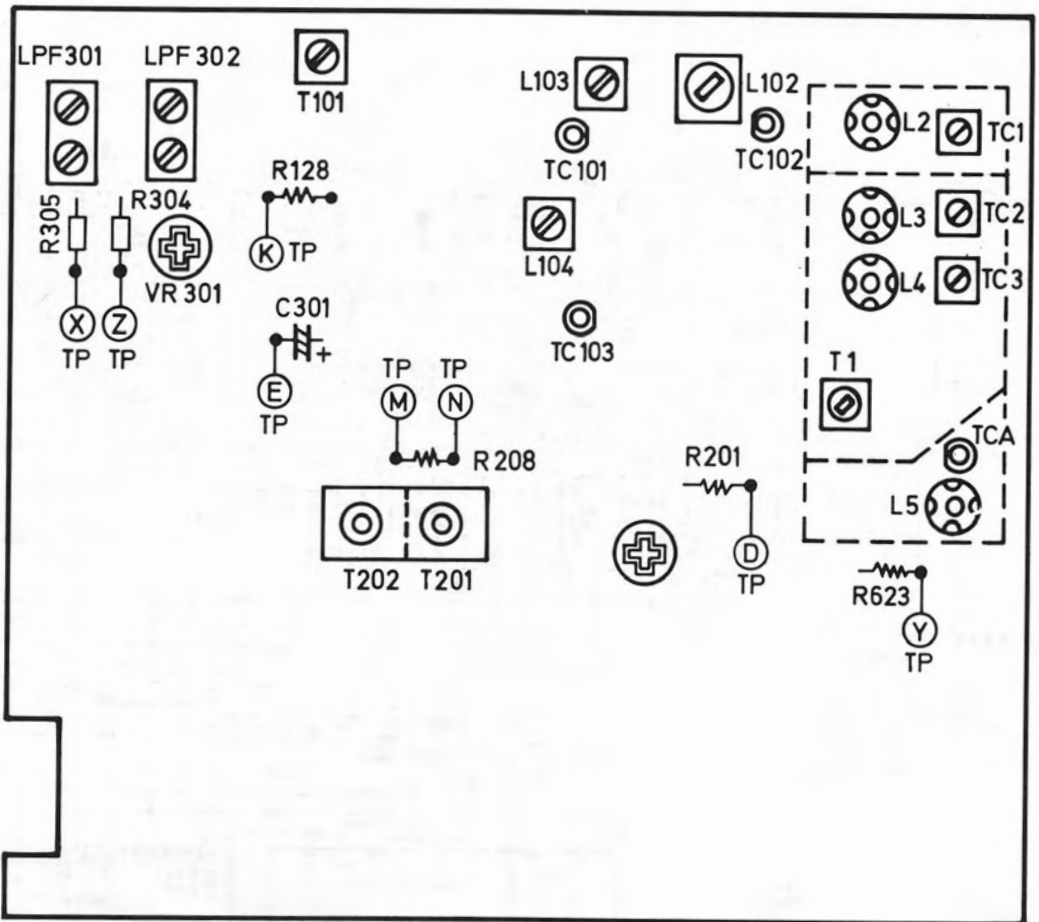 LPF301
LPF302
T101
L103
L102
TC101
TC102
L2
TC1
R128
R305
R304
K TP
VR301
L104
L3
TC2
L4
TC3
X
TP
Z
TP
C301
+
E
TP
TC103
TP
M
TP
N
R208
T1
TCA
R201
L5
T202
T201
D
TP
R623
Y
TP